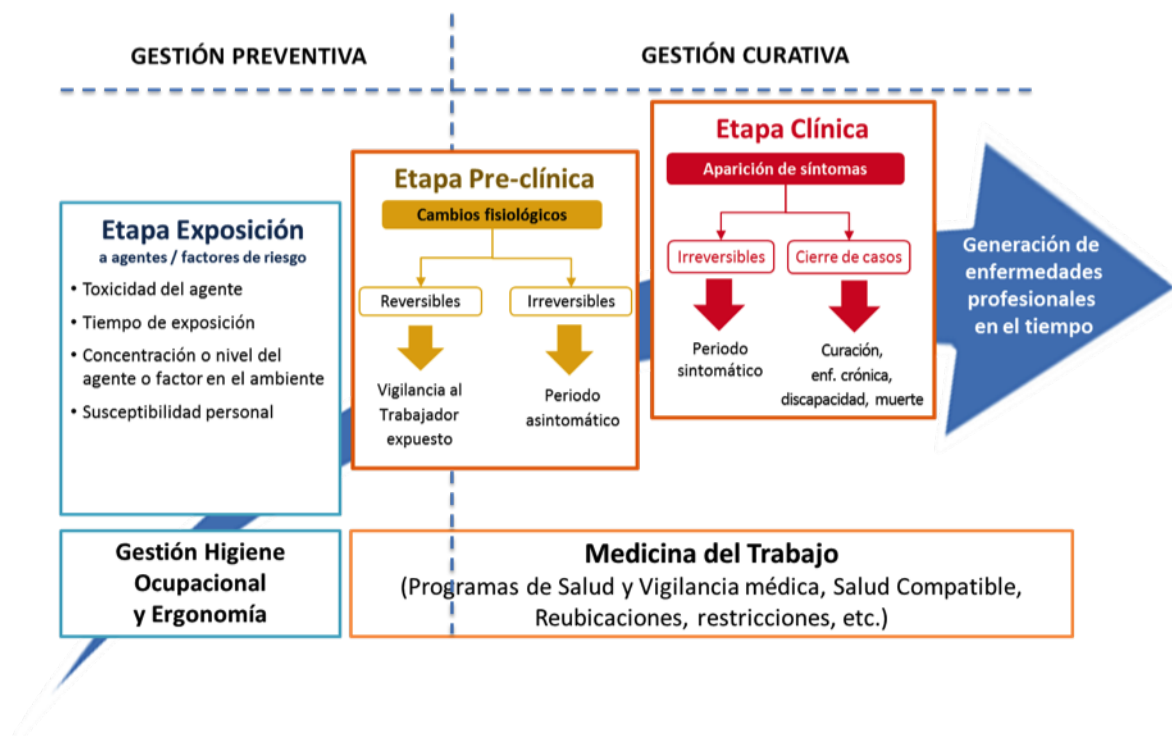 GESTIÓN PREVENTIVA
GESTIÓN CURATIVA
Etapa Exposición
a agentes / factores de riesgo
• Toxicidad del agente
• Tiempo de exposición
• Concentración o nivel del
agente o factor en el ambiente
• Susceptibilidad personal
Etapa Pre-clínica
Cambios fisiológicos
Reversibles
Irreversibles
Vigilancia al
Trabajador
expuesto
Periodo
asintomático
Etapa Clínica
Aparición de síntomas
Irreversibles
Cierre de casos
Periodo
sintomático
Curación,
enf. crónica,
discapacidad, muerte
Generación de
enfermedades
profesionales
en el tiempo
Gestión Higiene
Ocupacional
y Ergonomía
Medicina del Trabajo
(Programas de Salud y Vigilancia médica, Salud Compatible,
Reubicaciones, restricciones, etc.)